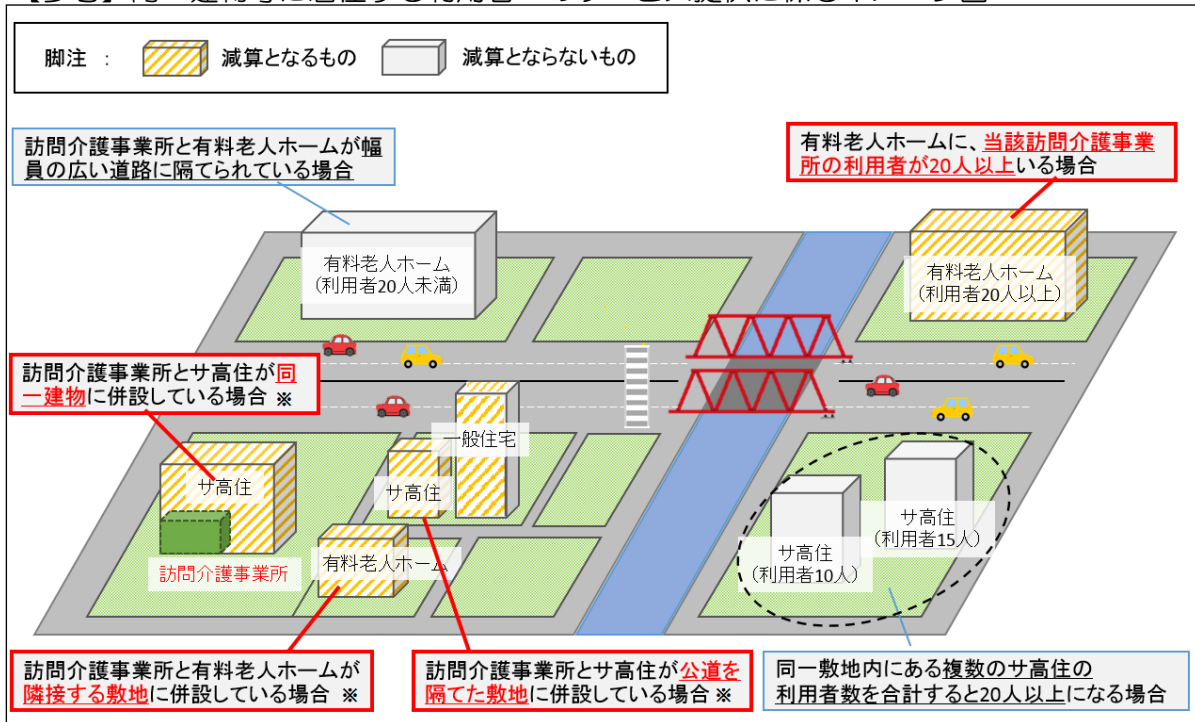 脚注 ： 減算となるもの 減算とならないもの
訪問介護事業所と有料老人ホームが幅
員の広い道路に隔てられている場合
有料老人ホームに、当該訪問介護事業
所の利用者が20人以上いる場合
有料老人ホーム
(利用者20人未満)
有料老人ホーム
(利用者20人以上)
訪問介護事業所とサ高住が同
一建物に併設している場合 ※
一般住宅
サ高住
サ高住
サ高住
(利用者15人)
サ高住
(利用者10人)
訪問介護事業所
有料老人ホーム
訪問介護事業所と有料老人ホームが
隣接する敷地に併設している場合 ※
訪問介護事業所とサ高住が公道を
隔てた敷地に併設している場合 ※
同一敷地内にある複数のサ高住の
利用者数を合計すると20人以上になる場合